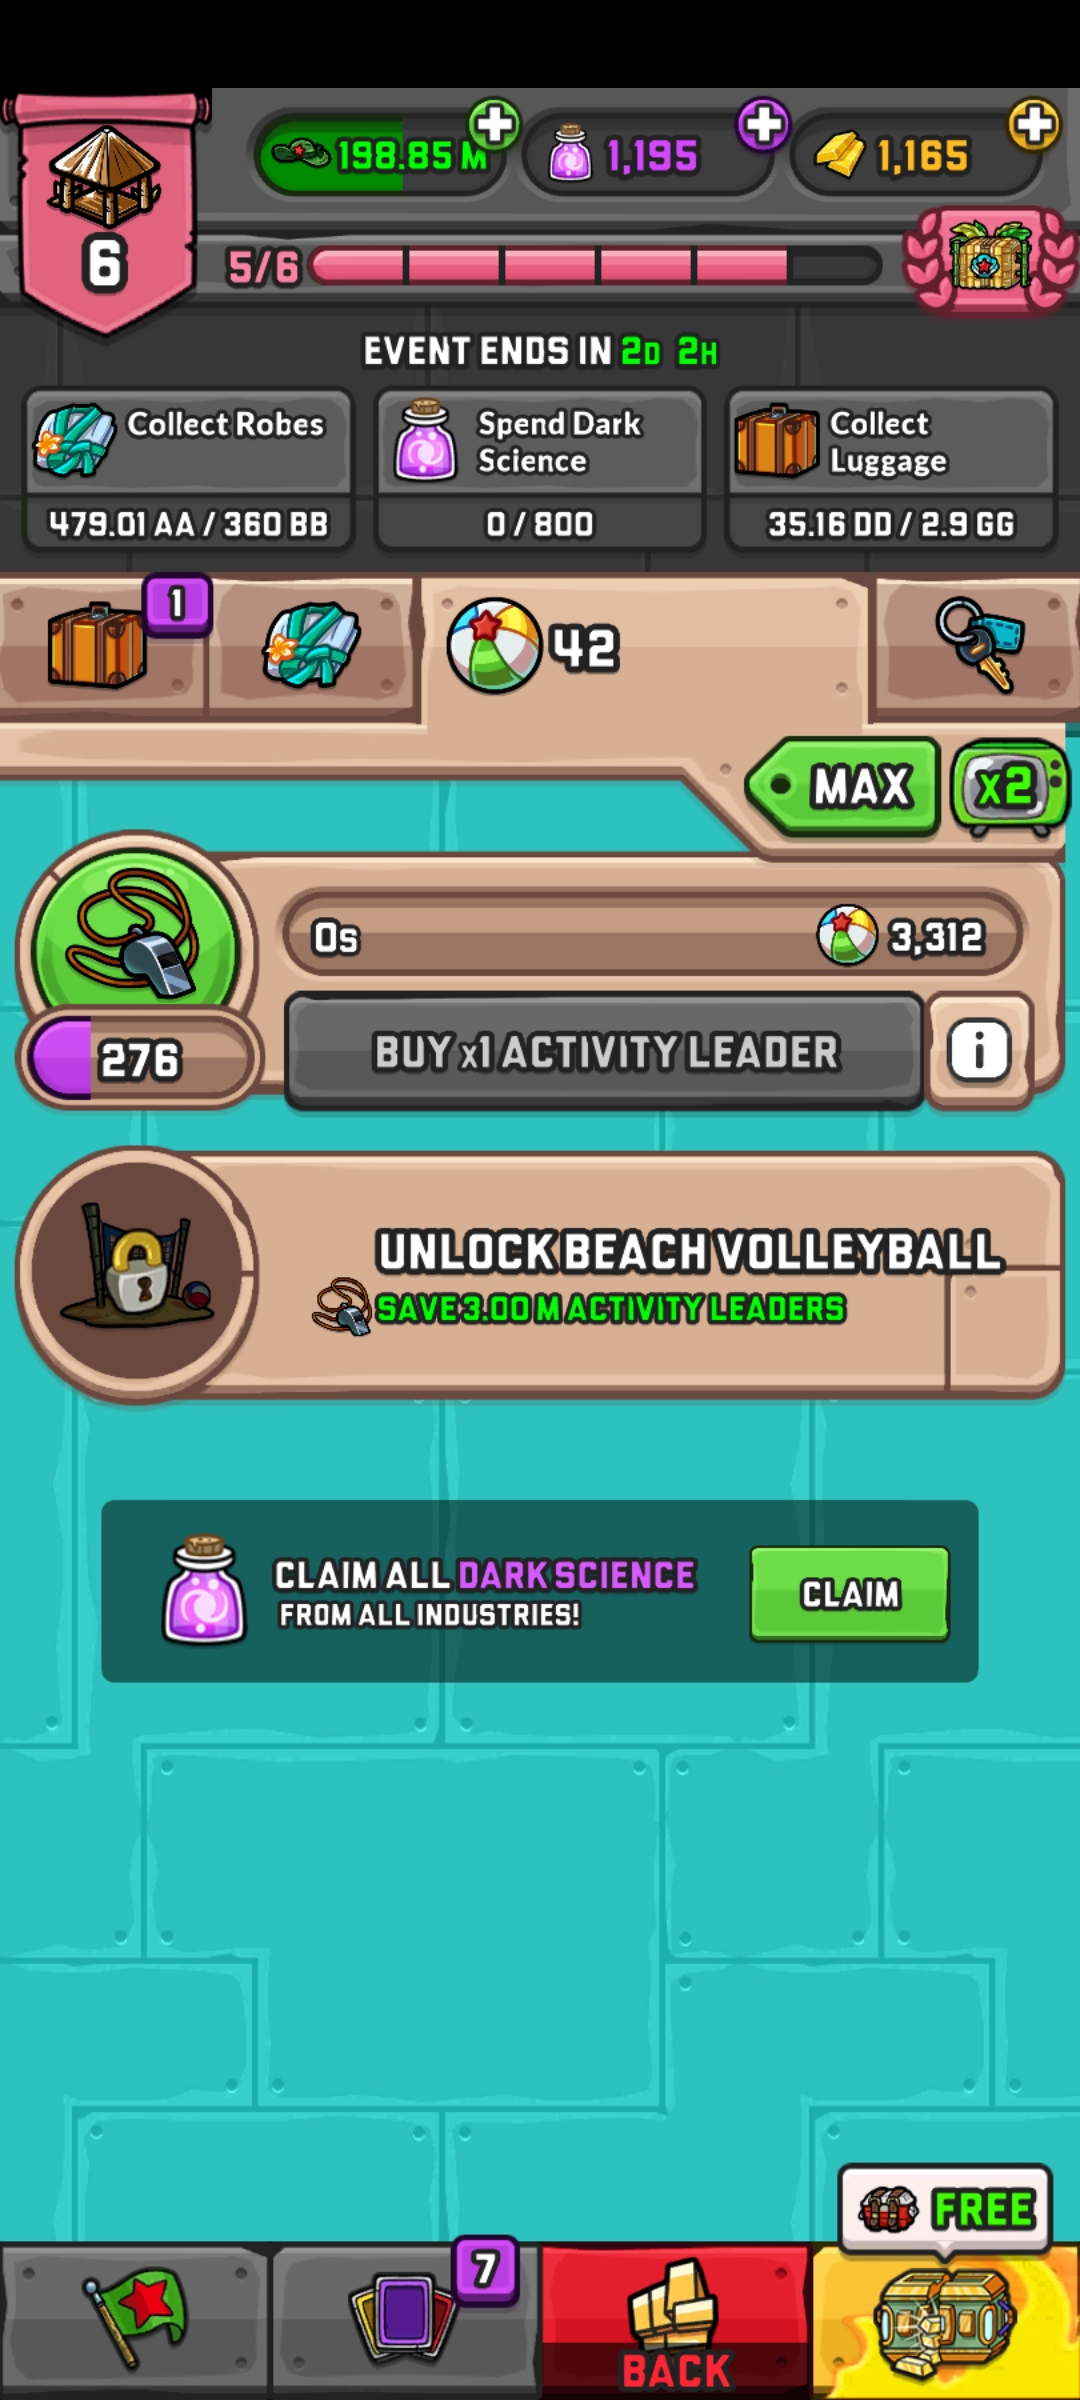 198.85 M
1,195
1,165
6
5/6
EVENT ENDS IN 2D 2H
Collect Robes
479.01 AA / 360 BB
Spend Dark
Science
0 / 800
Collect
Luggage
35.16 DD / 2.9 GG
1
42
MAX
x2
0s
3,312
276
BUY x1 ACTIVITY LEADER
i
UNLOCK BEACH VOLLEYBALL
SAVE 3.00 M ACTIVITY LEADERS
CLAIM ALL DARK SCIENCE
FROM ALL INDUSTRIES!
CLAIM
FREE
7
BACK